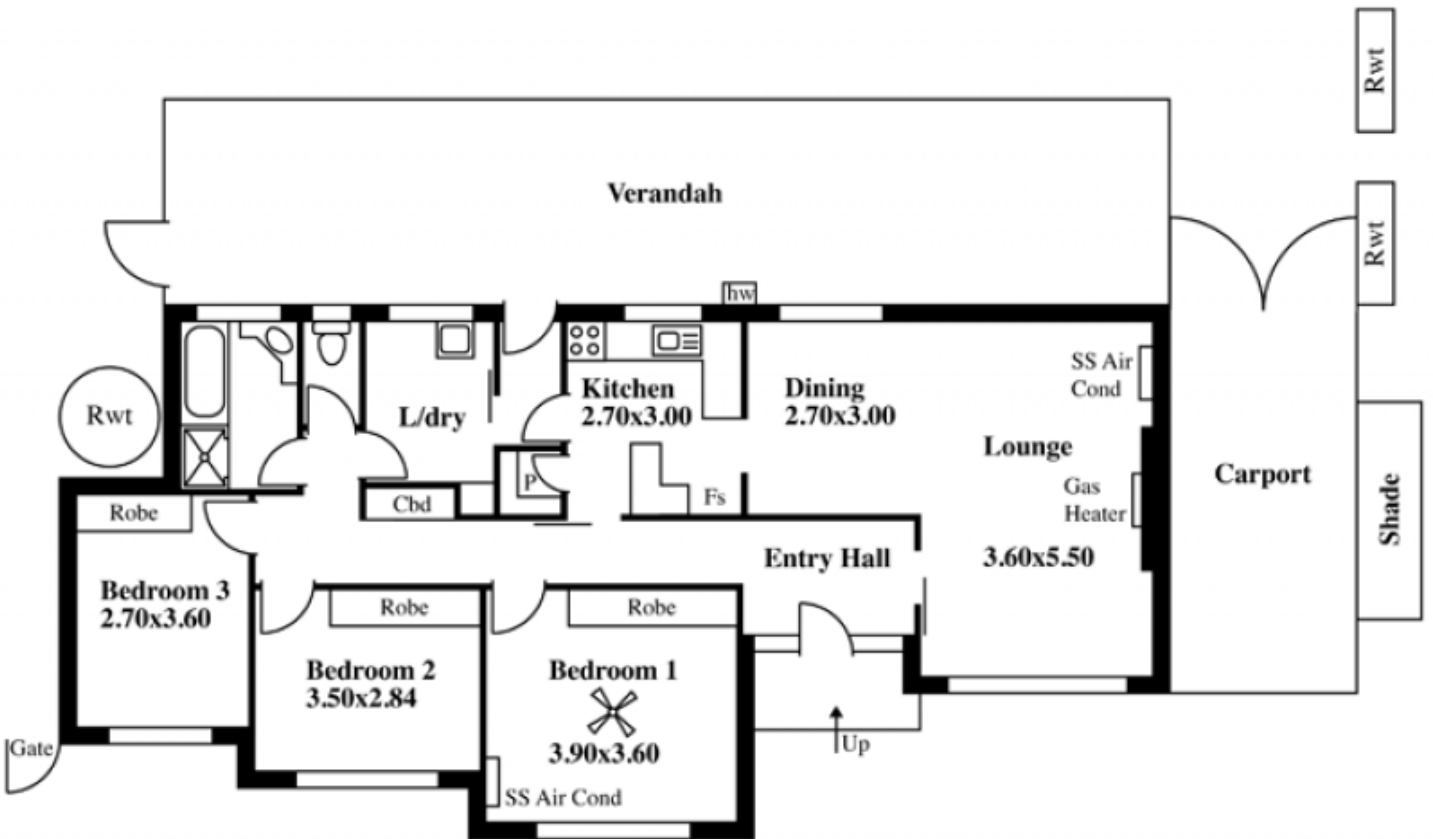 Rwt
Verandah
Rwt
hw
Rwt
L/dry
Kitchen
2.70x3.00
Dining
2.70x3.00
SS Air
Cond
Lounge
Carport
P
Cbd
Fs
Gas
Heater
Shade
Robe
Entry Hall
3.60x5.50
Bedroom 3
2.70x3.60
Robe
Robe
Bedroom 2
3.50x2.84
Bedroom 1
3.90x3.60
Gate
Up
SS Air Cond